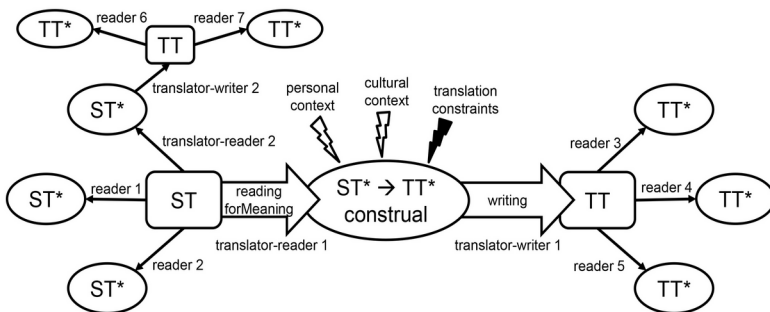 reader 6
reader 7
TT*
TT
TT*
translator-writer 2
ST*
translator-reader 2
personal
context
cultural
context
translation
constraints
reader 1
ST*
ST
reading
forMeaning
translator-reader 1
reader 2
ST*
ST* → TT*
construal
writing
translator-writer 1
TT
reader 3
TT*
reader 4
TT*
reader 5
TT*